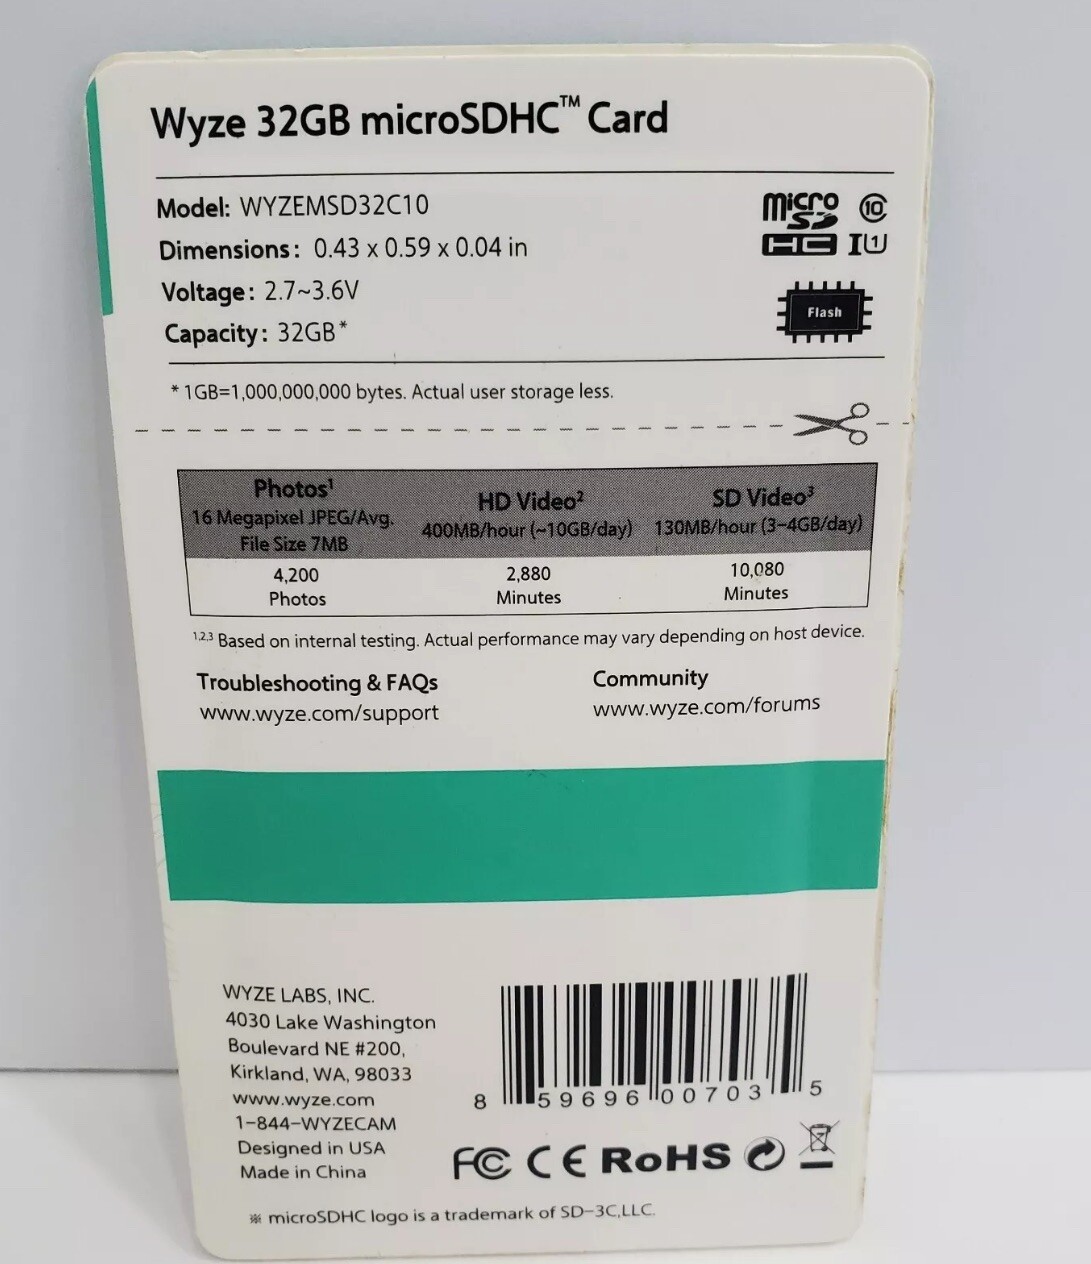 Wyze 32GB microSDHC™ Card
Model: WYZEMSD32C10
Dimensions: 0.43 x 0.59 x 0.04 in
Voltage: 2.7~3.6V
Capacity: 32GB*
micro SD HC
10
I U1
Flash
* 1GB=1,000,000,000 bytes. Actual user storage less.
Photos¹
16 Megapixel JPEG/Avg.
File Size 7MB
HD Video²
400MB/hour (~10GB/day)
SD Video³
130MB/hour (3-4GB/day)
4,200
Photos
2,880
Minutes
10,080
Minutes
1,2,3 Based on internal testing. Actual performance may vary depending on host device.
Troubleshooting & FAQs
www.wyze.com/support
Community
www.wyze.com/forums
WYZE LABS, INC.
4030 Lake Washington
Boulevard NE #200,
Kirkland, WA, 98033
www.wyze.com
1-844-WYZECAM
Designed in USA
Made in China
8 59696 00703 5
FC CE RoHS
※ microSDHC logo is a trademark of SD-3C,LLC.